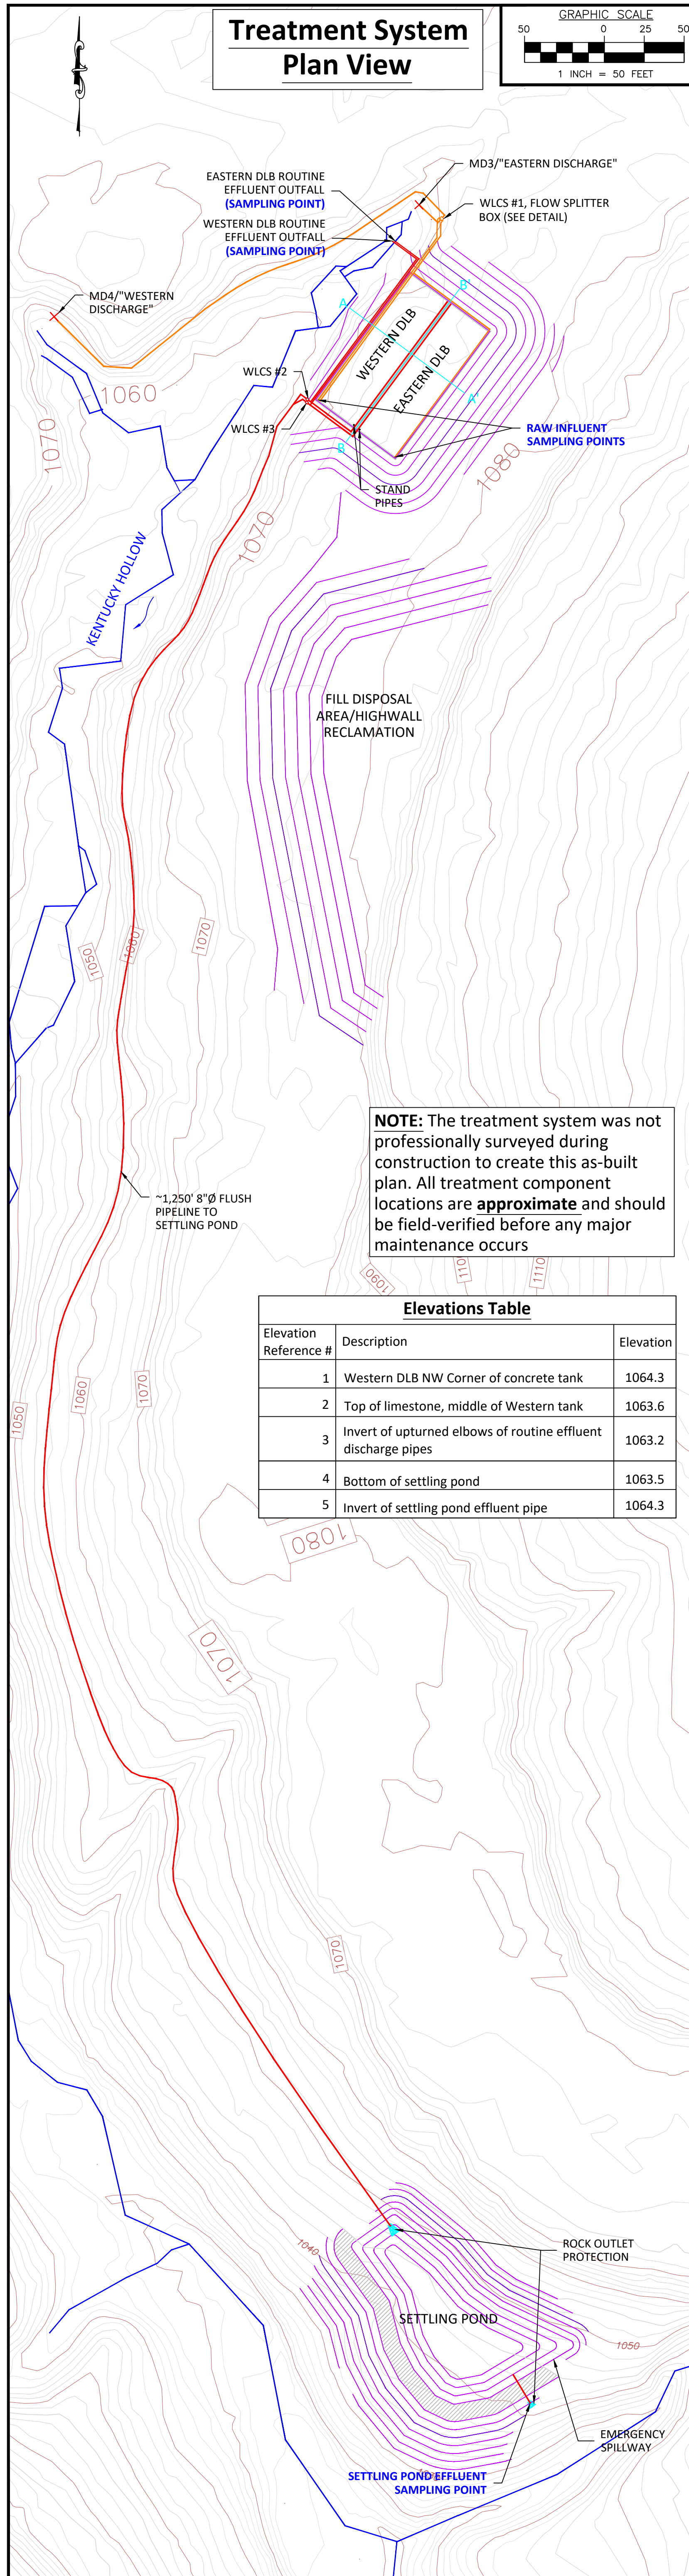 Treatment System
Plan View
GRAPHIC SCALE
50 0 25 50
1 INCH = 50 FEET
MD3/"EASTERN DISCHARGE"
EASTERN DLB ROUTINE
EFFLUENT OUTFALL
(SAMPLING POINT)
WLCS #1, FLOW SPLITTER
BOX (SEE DETAIL)
WESTERN DLB ROUTINE
EFFLUENT OUTFALL
(SAMPLING POINT)
MD4/"WESTERN
DISCHARGE"
A
B'
WESTERN DLB
EASTERN DLB
WLCS #2
A'
1060
WLCS #3
RAW INFLUENT
SAMPLING POINTS
B
1070
1080
STAND
PIPES
1070
KENTUCKY HOLLOW
FILL DISPOSAL
AREA/HIGHWALL
RECLAMATION
1070
1060
1050
NOTE: The treatment system was not
professionally surveyed during
construction to create this as-built
plan. All treatment component
locations are approximate and should
be field-verified before any major
maintenance occurs
~1,250' 8"Ø FLUSH
PIPELINE TO
SETTLING POND
1090
1110
Elevations Table
Elevation Reference # Description Elevation
1 Western DLB NW Corner of concrete tank 1064.3
2 Top of limestone, middle of Western tank 1063.6
3 Invert of upturned elbows of routine effluent discharge pipes 1063.2
4 Bottom of settling pond 1063.5
5 Invert of settling pond effluent pipe 1064.3
1050
1060
1070
1080
1070
1070
1040
ROCK OUTLET
PROTECTION
SETTLING POND
1050
EMERGENCY
SPILLWAY
SETTLING POND EFFLUENT
SAMPLING POINT